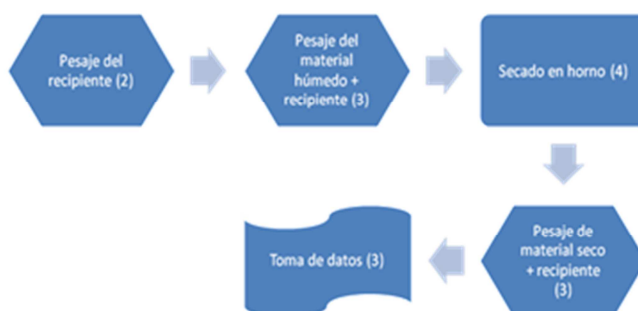 Pesaje del
recipiente (2)
Pesaje del
material
húmedo +
recipiente (3)
Secado en horno (4)
Pesaje de
material seco
+ recipiente
(3)
Toma de datos (3)